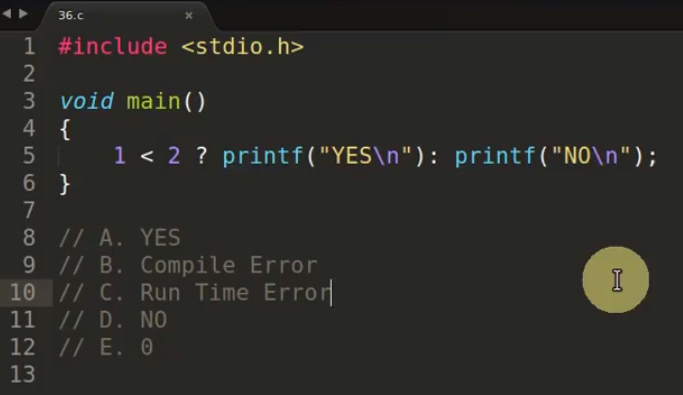 36.c ×
1 #include <stdio.h>
2
3 void main()
4 {
5     1 < 2 ? printf("YES\n"): printf("NO\n");
6 }
7
8 // A. YES
9 // B. Compile Error
10 // C. Run Time Error
11 // D. NO
12 // E. 0
13